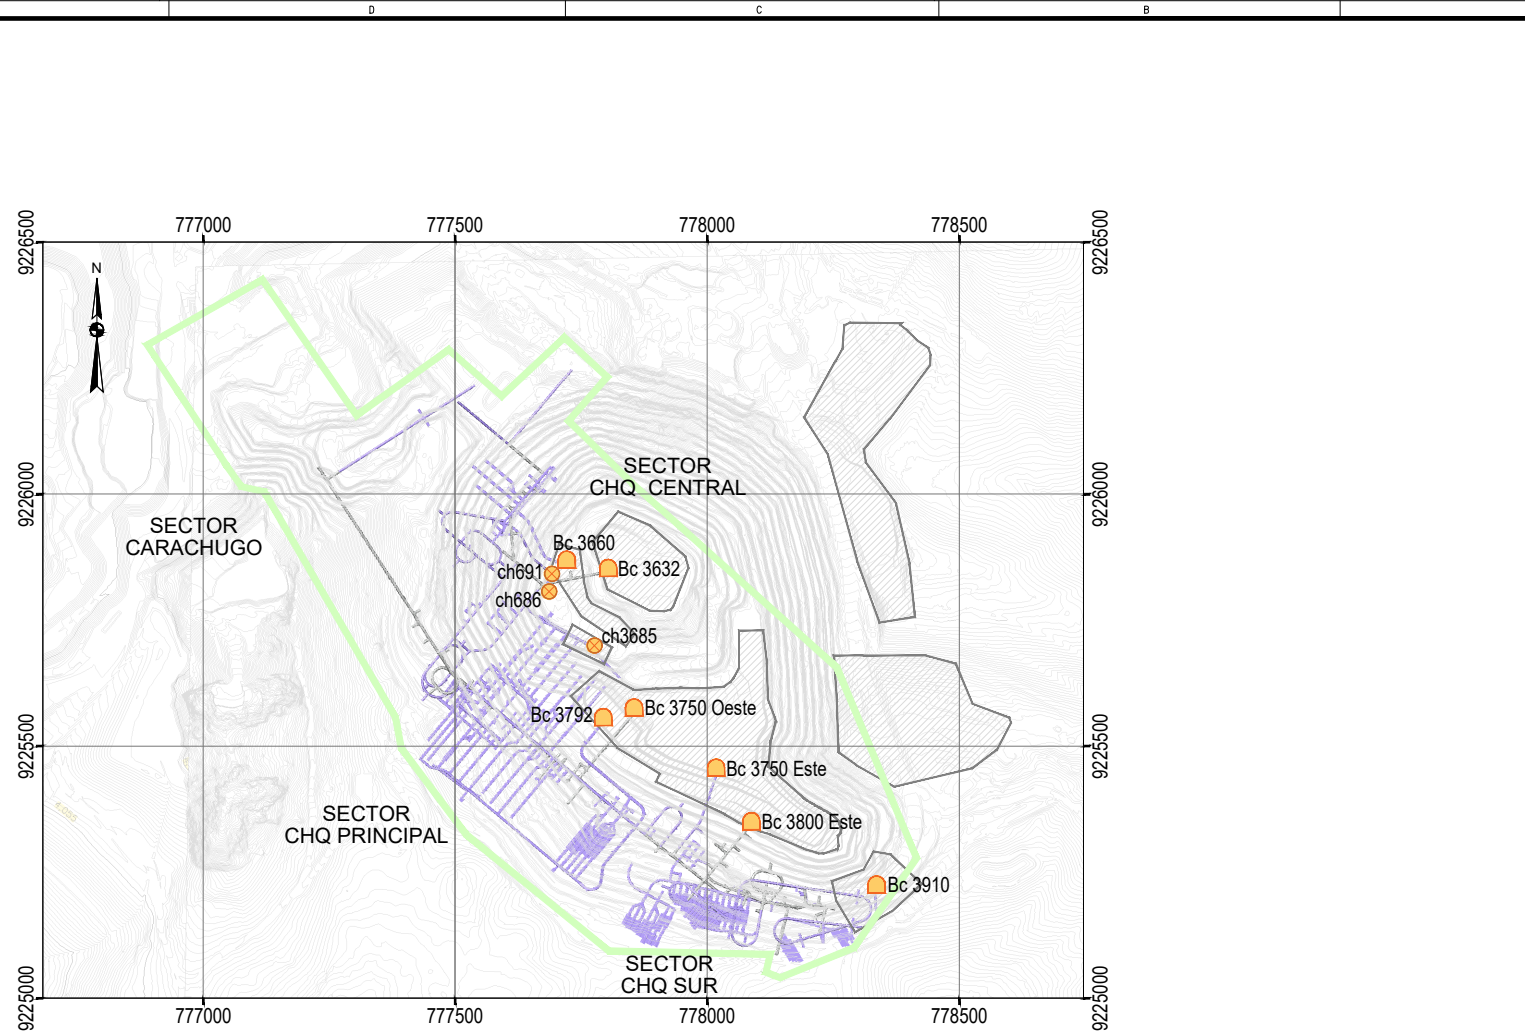 D C B
777000 777500 778000 778500
9226500 9226500
N
SECTOR
CHQ CENTRAL
9226000 9226000
SECTOR
CARACHUGO
Bc 3660
ch691 Bc 3632
ch686
ch3685
Bc 3792 Bc 3750 Oeste
9225500 9225500
Bc 3750 Este
4,055
SECTOR
CHQ PRINCIPAL
Bc 3800 Este
Bc 3910
SECTOR
CHQ SUR
9225000 9225000
777000 777500 778000 778500